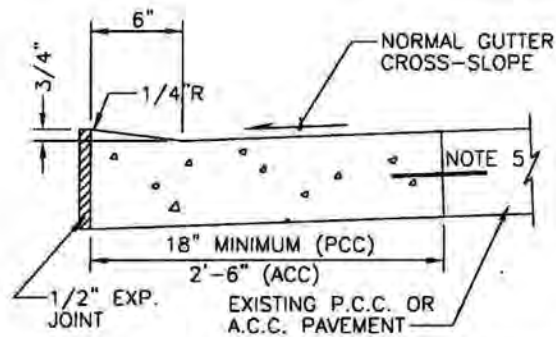 6"
3/4"
1/4"R
NORMAL GUTTER
CROSS-SLOPE
NOTE 5
18" MINIMUM (PCC)
2'-6" (ACC)
1/2" EXP.
JOINT
EXISTING P.C.C. OR
A.C.C. PAVEMENT